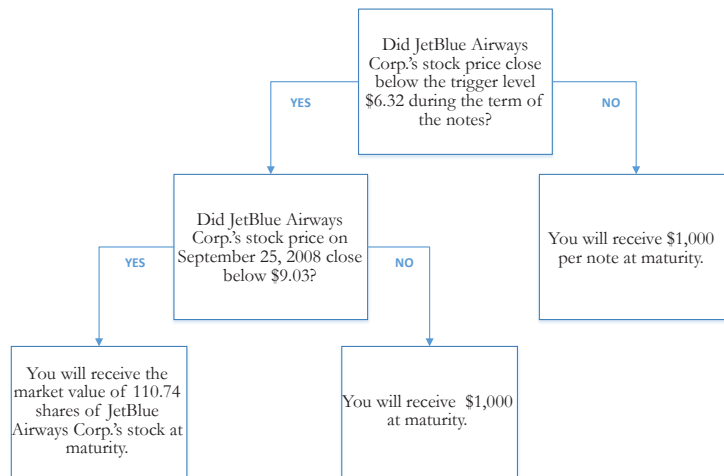 Did JetBlue Airways
Corp.'s stock price close
below the trigger level
$6.32 during the term of
the notes?
YES
NO
Did JetBlue Airways
Corp.'s stock price on
September 25, 2008 close
below $9.03?
You will receive $1,000
per note at maturity.
YES
NO
You will receive the
market value of 110.74
shares of JetBlue
Airways Corp.'s stock at
maturity.
You will receive $1,000
at maturity.